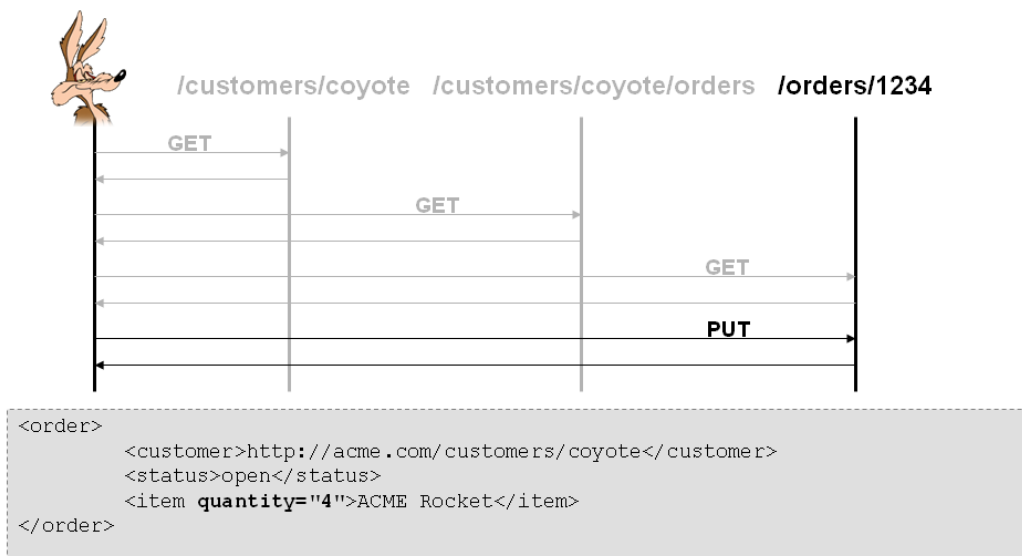 /customers/coyote /customers/coyote/orders /orders/1234
GET
GET
GET
PUT
<order>
<customer>http://acme.com/customers/coyote</customer>
<status>open</status>
<item quantity="4">ACME Rocket</item>
</order>